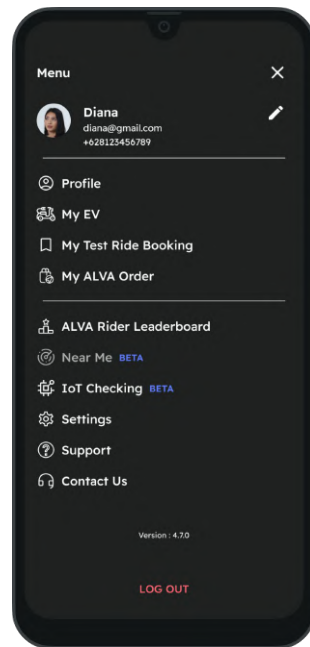 Menu
Diana
diana@gmail.com
+628123456789
Profile
My EV
My Test Ride Booking
My ALVA Order
ALVA Rider Leaderboard
Near Me BETA
IoT Checking BETA
Settings
Support
Contact Us
Version : 4.7.0
LOG OUT